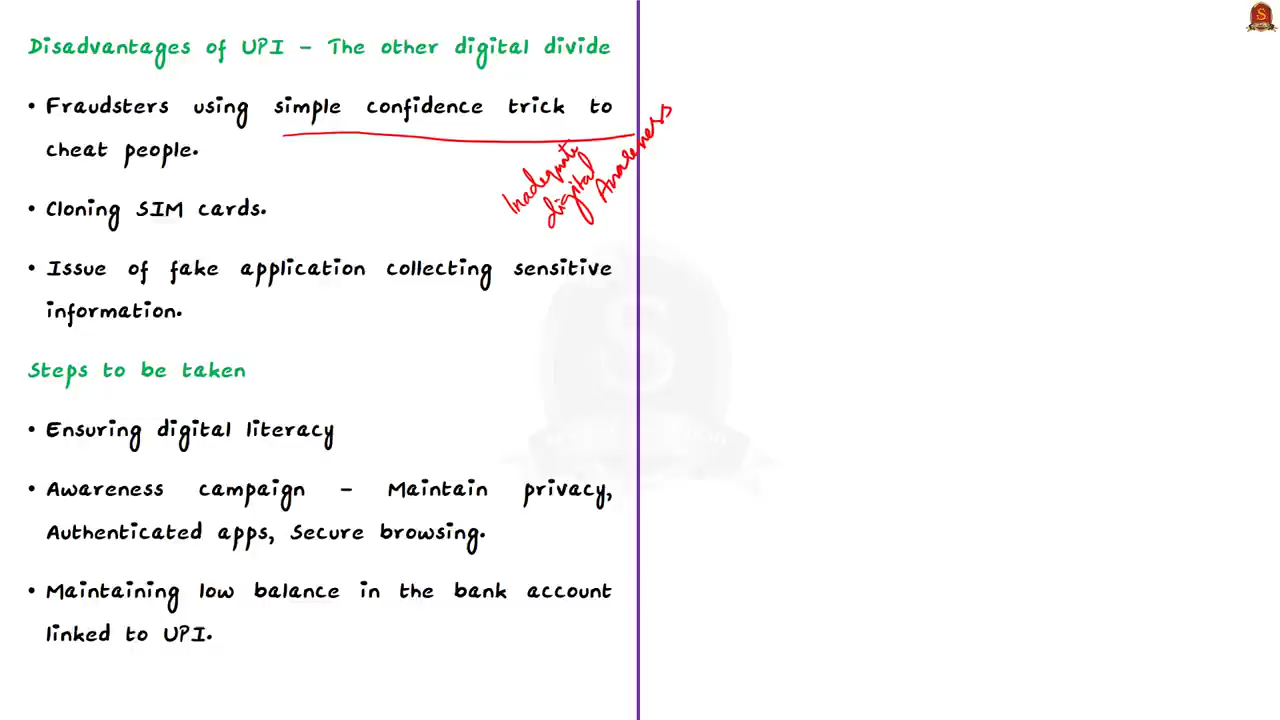 Disadvantages of UPI – The other digital divide
• Fraudsters using simple confidence trick to
cheat people.
Inadequate
digital
Awareness
• Cloning SIM cards.
• Issue of fake application collecting sensitive
information.
Steps to be taken
• Ensuring digital literacy
• Awareness campaign – Maintain privacy,
Authenticated apps, Secure browsing.
• Maintaining low balance in the bank account
linked to UPI.
S